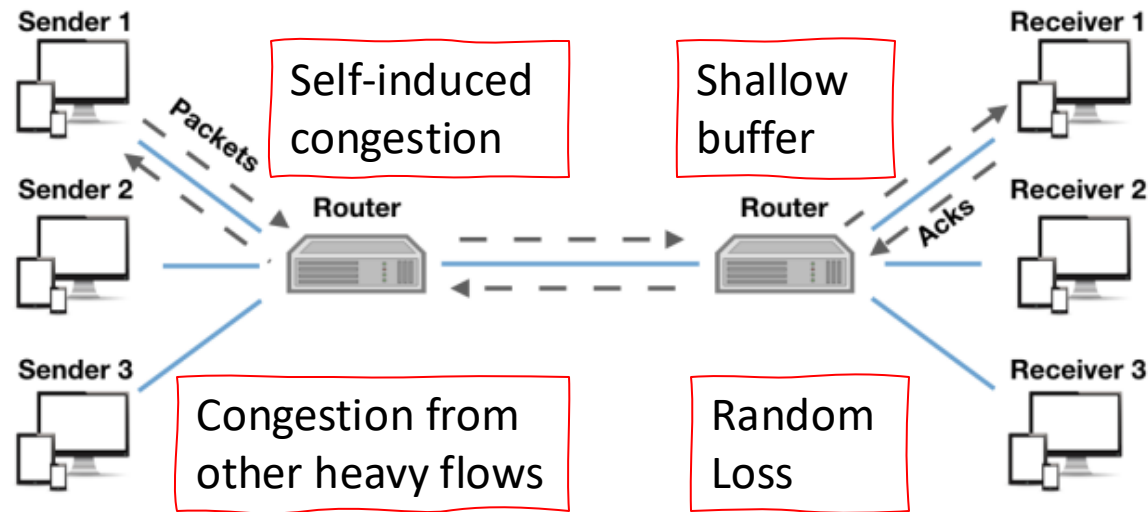 Sender 1
Receiver 1
Self-induced
congestion
Shallow
buffer
Packets
Sender 2
Receiver 2
Router
Router
Acks
Sender 3
Receiver 3
Congestion from
other heavy flows
Random
Loss